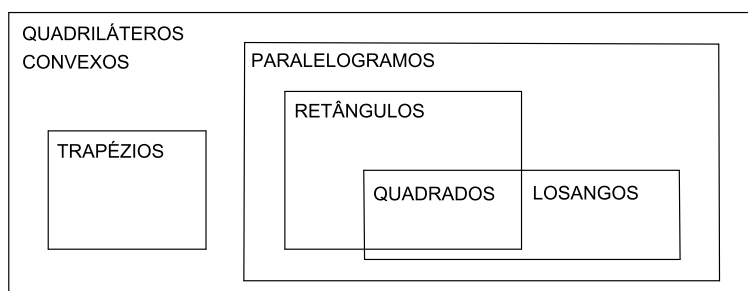 QUADRILÁTEROS
CONVEXOS
PARALELOGRAMOS
RETÂNGULOS
TRAPÉZIOS
QUADRADOS
LOSANGOS